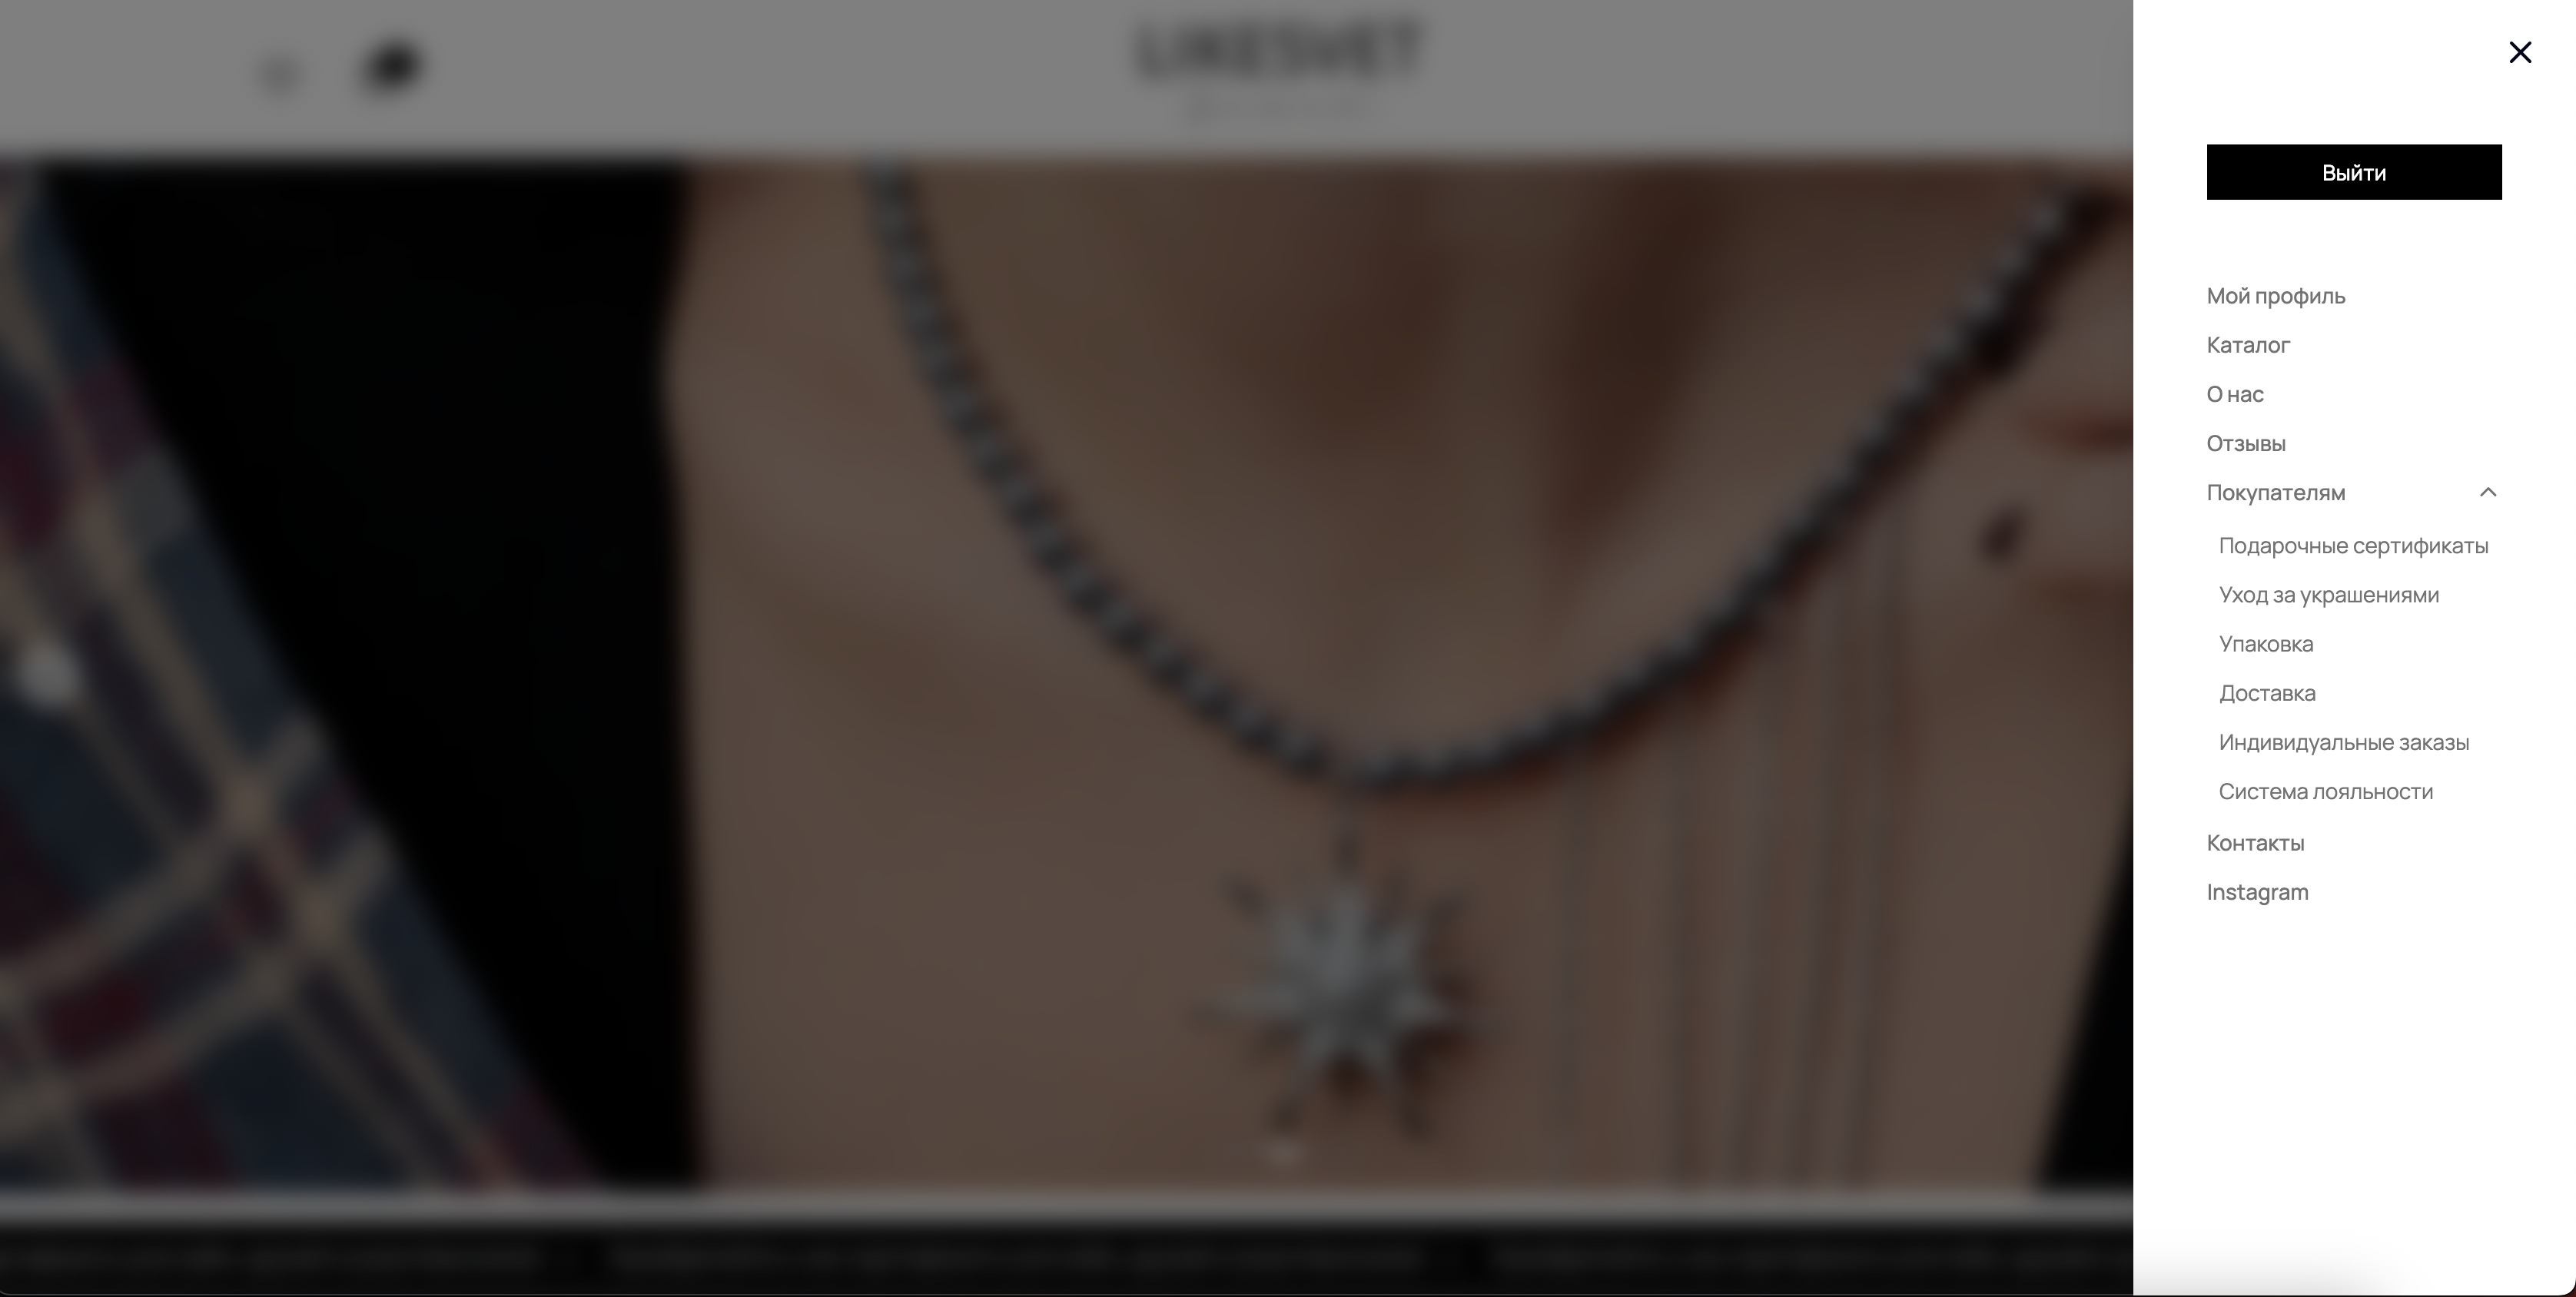 LIKESVET
Выйти
Мой профиль
Каталог
О нас
Отзывы
Покупателям
Подарочные сертификаты
Уход за украшениями
Упаковка
Доставка
Индивидуальные заказы
Система лояльности
Контакты
Instagram